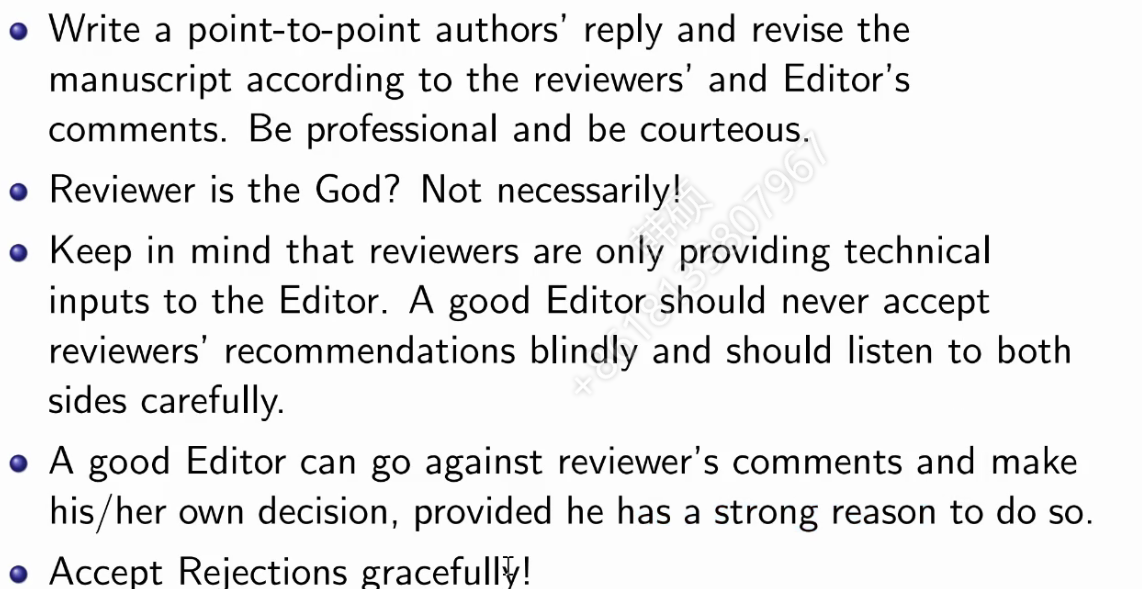 Write a point-to-point authors' reply and revise the
manuscript according to the reviewers' and Editor's
comments. Be professional and be courteous.
Reviewer is the God? Not necessarily!
Keep in mind that reviewers are only providing technical
inputs to the Editor. A good Editor should never accept
reviewers' recommendations blindly and should listen to both
sides carefully.
A good Editor can go against reviewer's comments and make
his/her own decision, provided he has a strong reason to do so.
Accept Rejections gracefully!